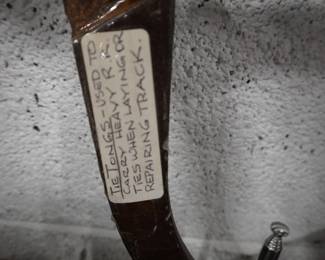 TIE TONGS - USED TO
CARRY HEAVY R.R.
TIES WHEN LAYING OR
REPAIRING TRACK.